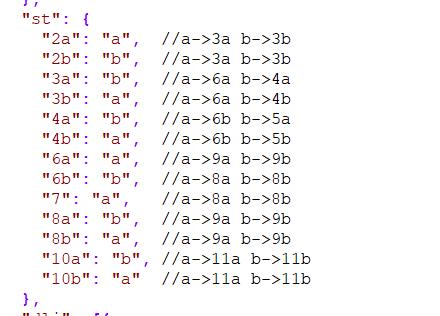 },
"st": {
"2a": "a", //a->3a b->3b
"2b": "b", //a->3a b->3b
"3a": "b", //a->6a b->4a
"3b": "a", //a->6a b->4b
"4a": "b", //a->6b b->5a
"4b": "a", //a->6b b->5b
"6a": "a", //a->9a b->9b
"6b": "b", //a->8a b->8b
"7": "a", //a->8a b->8b
"8a": "b", //a->9a b->9b
"8b": "a", //a->9a b->9b
"10a": "b", //a->11a b->11b
"10b": "a" //a->11a b->11b
},